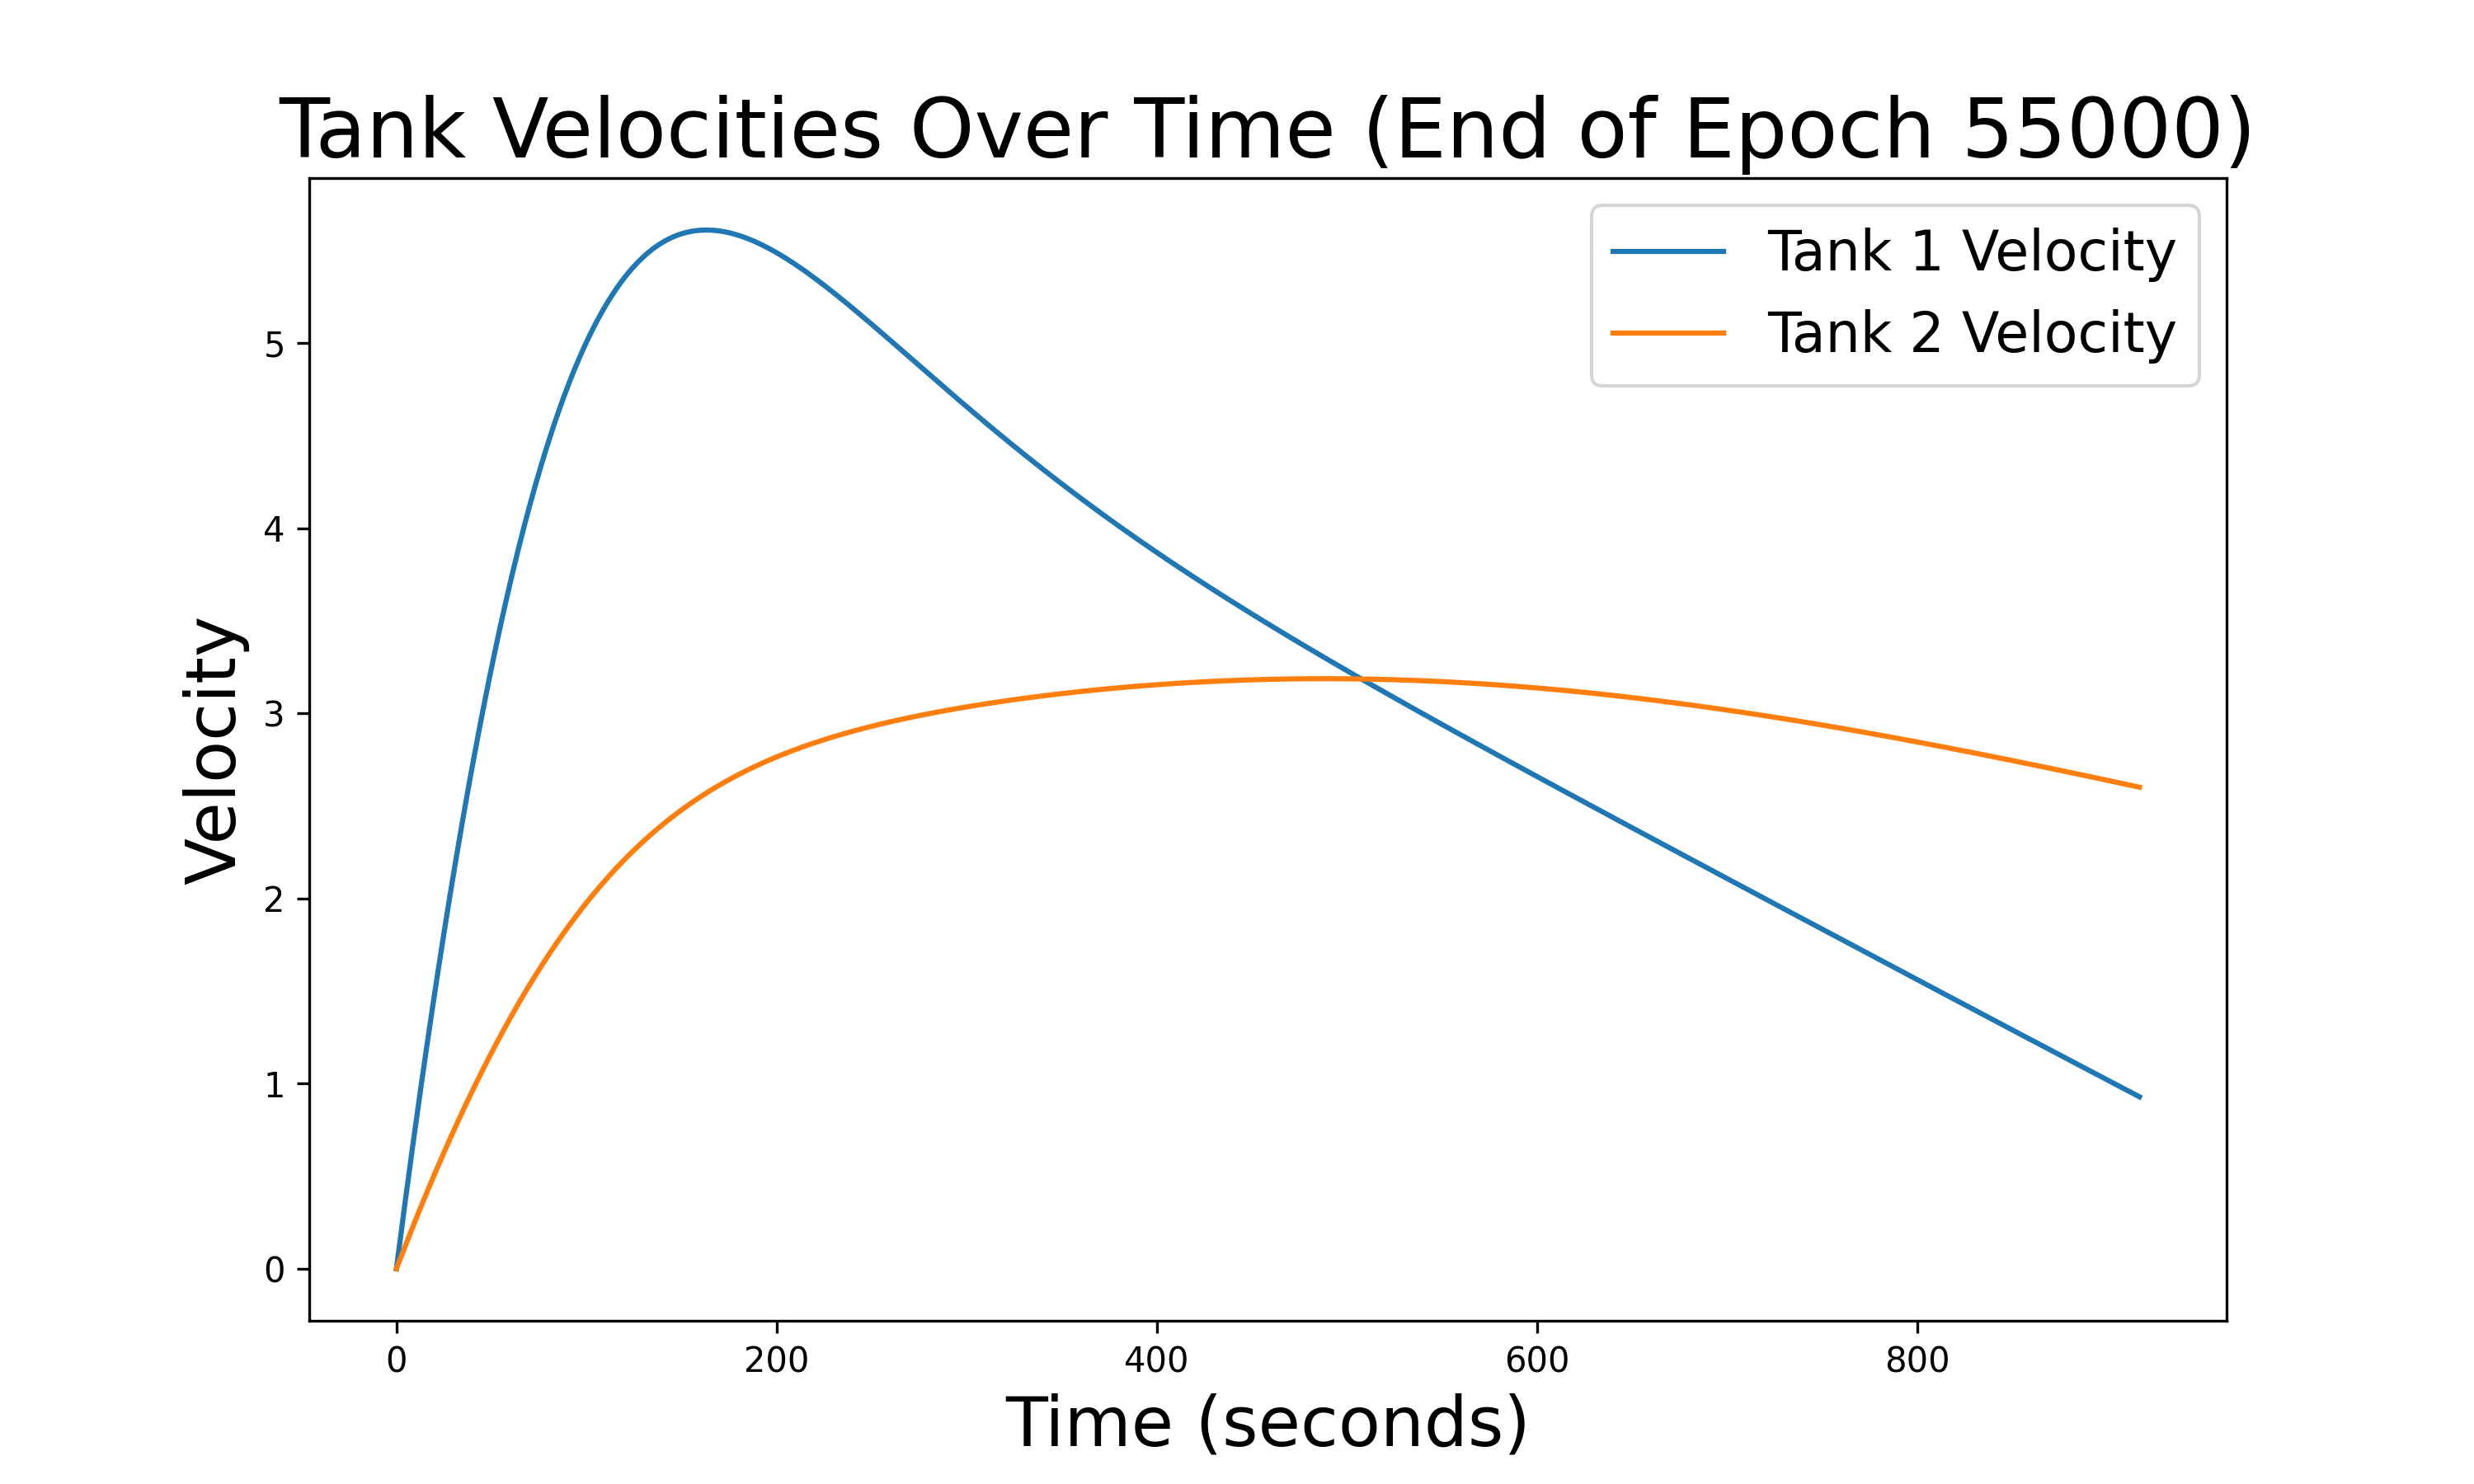 Tank Velocities Over Time (End of Epoch 55000)
Tank 1 Velocity
Tank 2 Velocity
Velocity
5
4
3
2
1
0
0 200 400 600 800
Time (seconds)